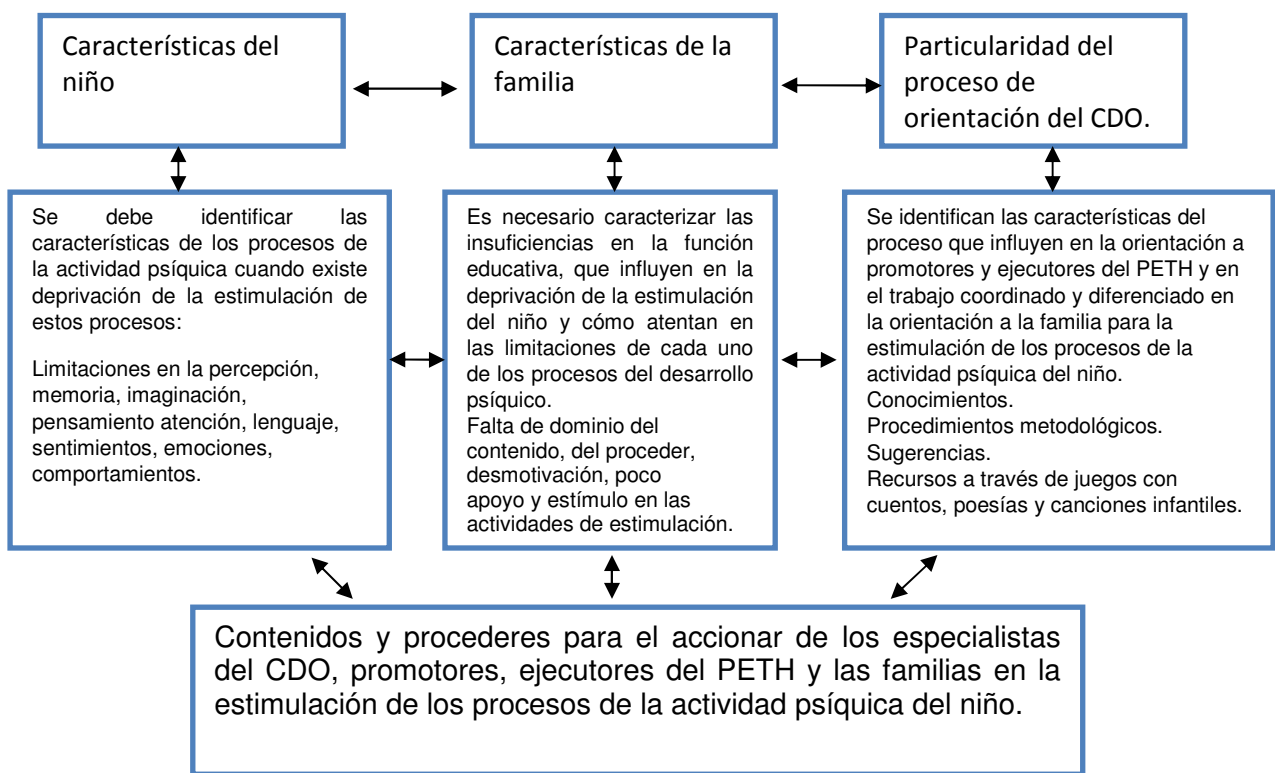 Características del
niño
Características de la
familia
Particularidad del
proceso de
orientación del CDO.
Se debe identificar las
características de los procesos de
la actividad psíquica cuando existe
deprivación de la estimulación de
estos procesos:
Limitaciones en la percepción,
memoria, imaginación,
pensamiento atención, lenguaje,
sentimientos, emociones,
comportamientos.
Es necesario caracterizar las
insuficiencias en la función
educativa, que influyen en la
deprivación de la estimulación
del niño y cómo atentan en
las limitaciones de cada uno
de los procesos del desarrollo
psíquico.
Falta de dominio del
contenido, del proceder,
desmotivación, poco
apoyo y estímulo en las
actividades de estimulación.
Se identifican las características del
proceso que influyen en la orientación a
promotores y ejecutores del PETH y en
el trabajo coordinado y diferenciado en
la orientación a la familia para la
estimulación de los procesos de la
actividad psíquica del niño.
Conocimientos.
Procedimientos metodológicos.
Sugerencias.
Recursos a través de juegos con
cuentos, poesías y canciones infantiles.
Contenidos y procederes para el accionar de los especialistas
del CDO, promotores, ejecutores del PETH y las familias en la
estimulación de los procesos de la actividad psíquica del niño.